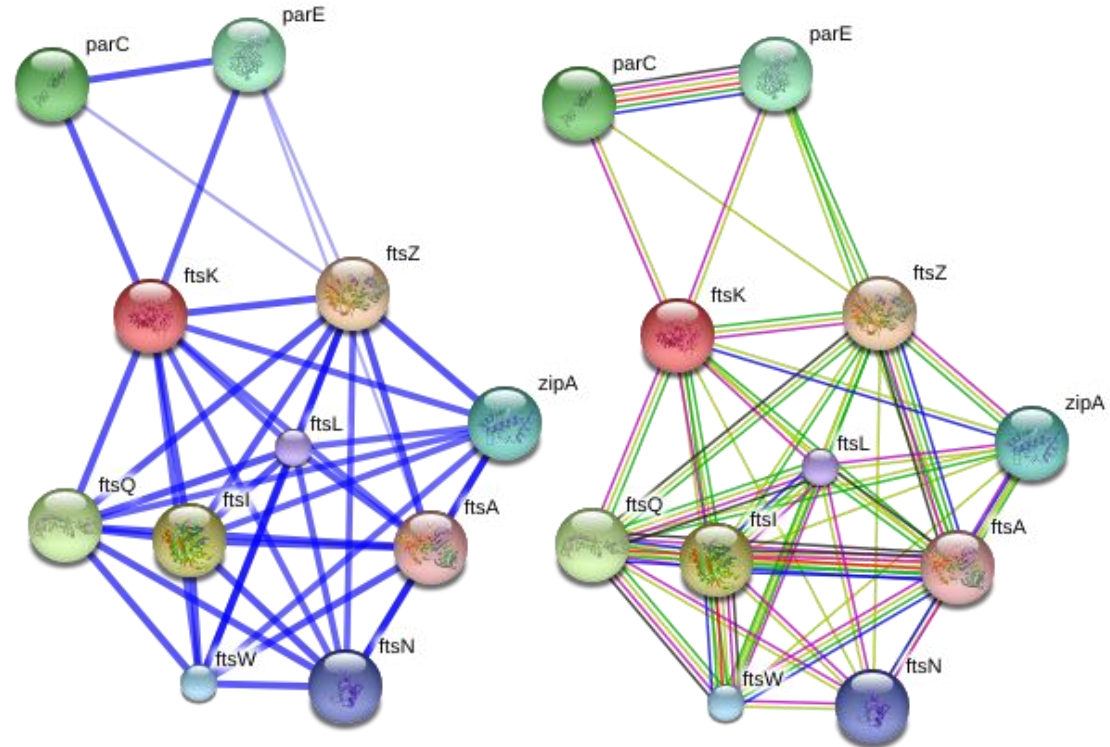 parC
parE
ftsZ
ftsK
zipA
ftsL
ftsQ
ftsI
ftsA
ftsW
ftsN
parC
parE
ftsZ
ftsK
zipA
ftsL
ftsQ
ftsI
ftsA
ftsW
ftsN